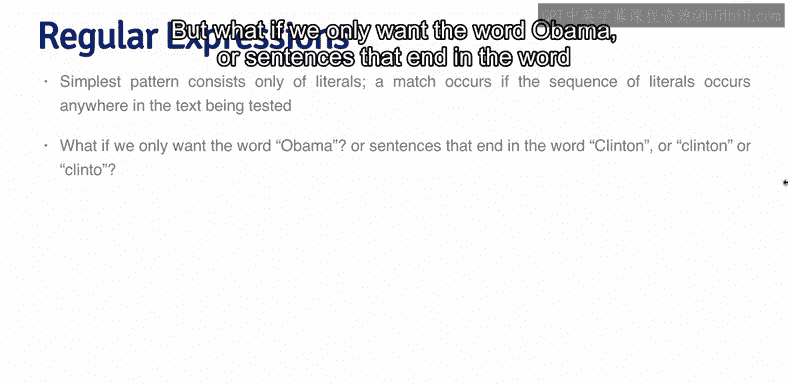 Regular Expressions
But what if we only want the word Obama,
or sentences that end in the word
· Simplest pattern consists only of literals; a match occurs if the sequence of literals occurs
anywhere in the text being tested
· What if we only want the word “Obama”? or sentences that end in the word “Clinton”, or “clinton” or
“clinto”?